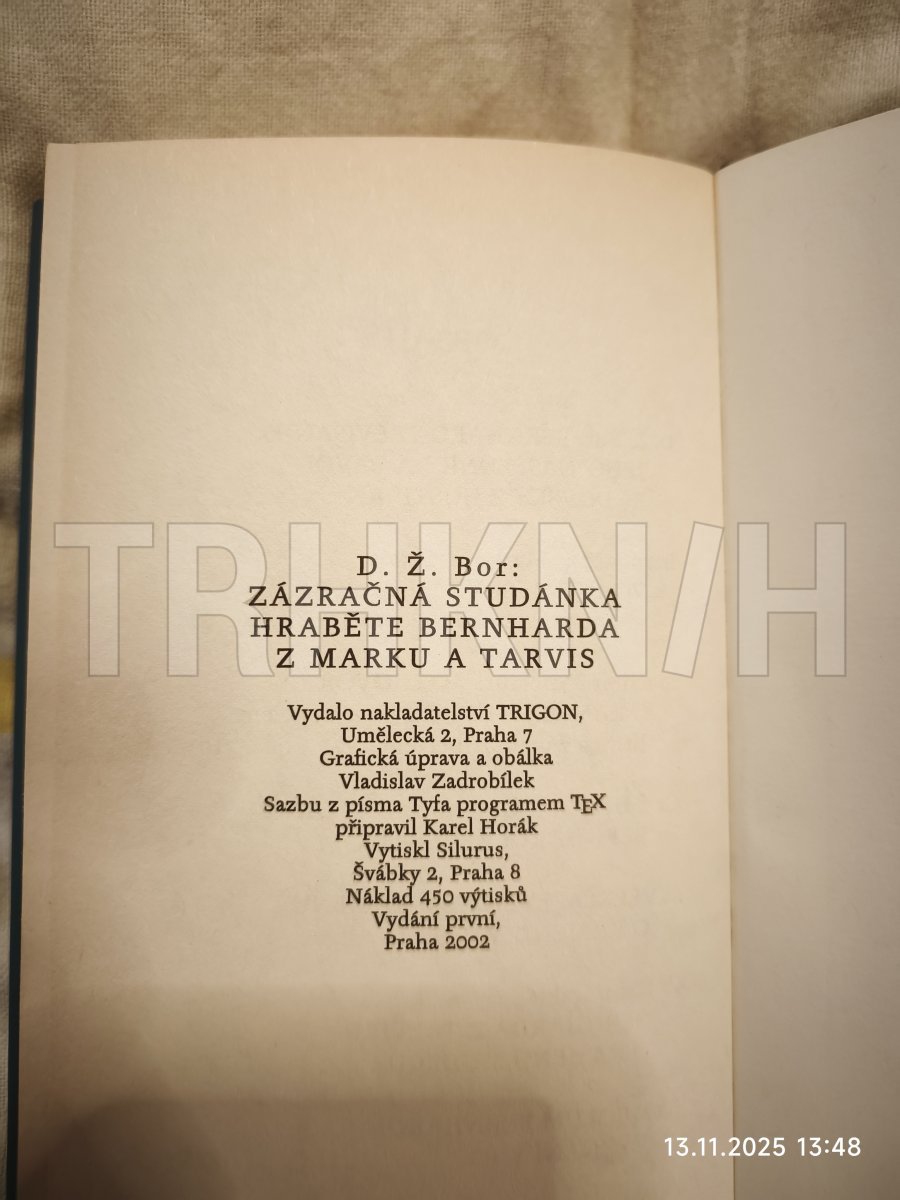 D. Ž. Bor:
ZÁZRAČNÁ STUDÁNKA
HRABĚTE BERNHARDA
Z MARKU A TARVIS
Vydalo nakladatelství TRIGON,
Umělecká 2, Praha 7
Grafická úprava a obálka
Vladislav Zadrobílek
Sazbu z písma Tyfa programem TEX
připravil Karel Horák
Vytiskl Silurus,
Švábky 2, Praha 8
Náklad 450 výtisků
Vydání první,
Praha 2002
TRHKNIH
13.11.2025 13:48